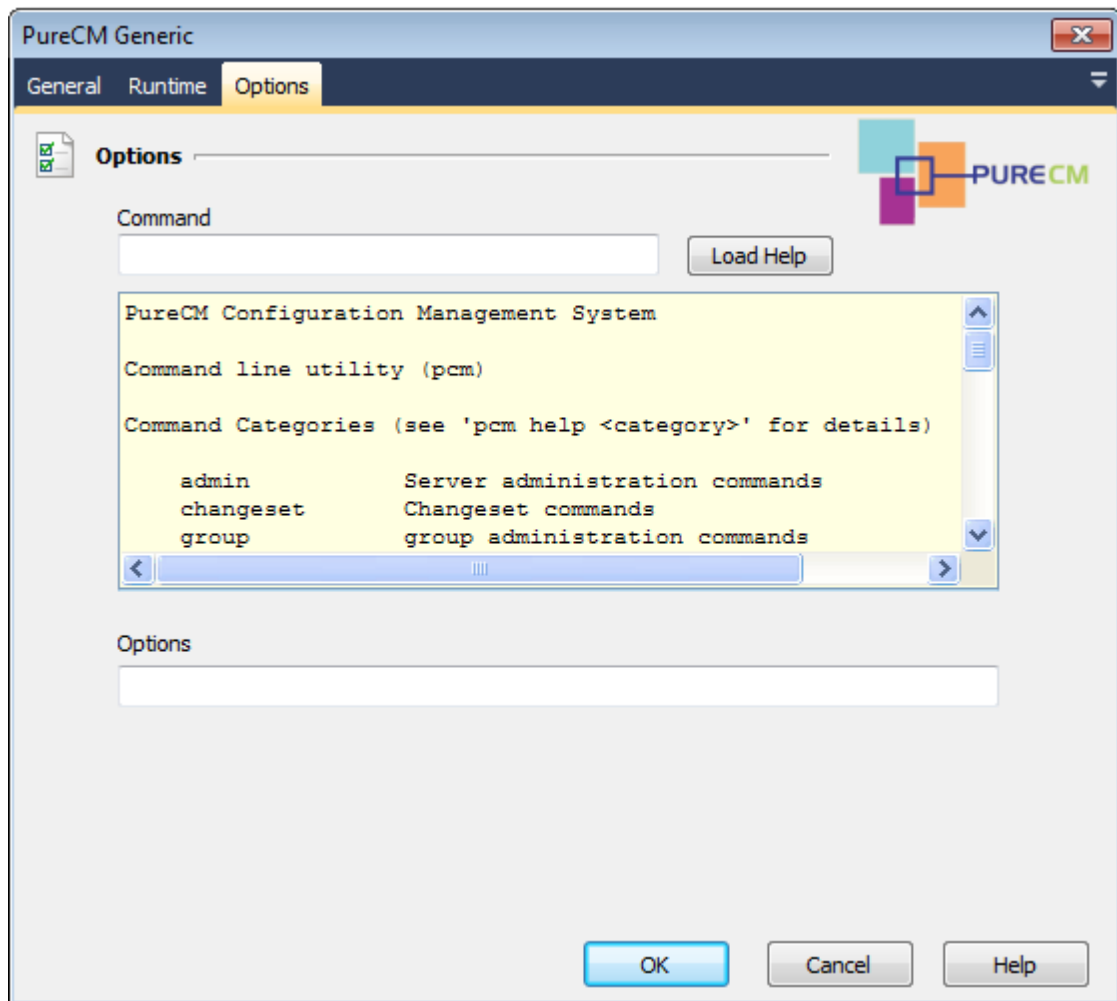 PureCM Generic
General Runtime Options
Options
PURECM
Command
Load Help
PureCM Configuration Management System
Command line utility (pcm)
Command Categories (see 'pcm help <category>' for details)
admin Server administration commands
changeset Changeset commands
group group administration commands
Options
OK Cancel Help